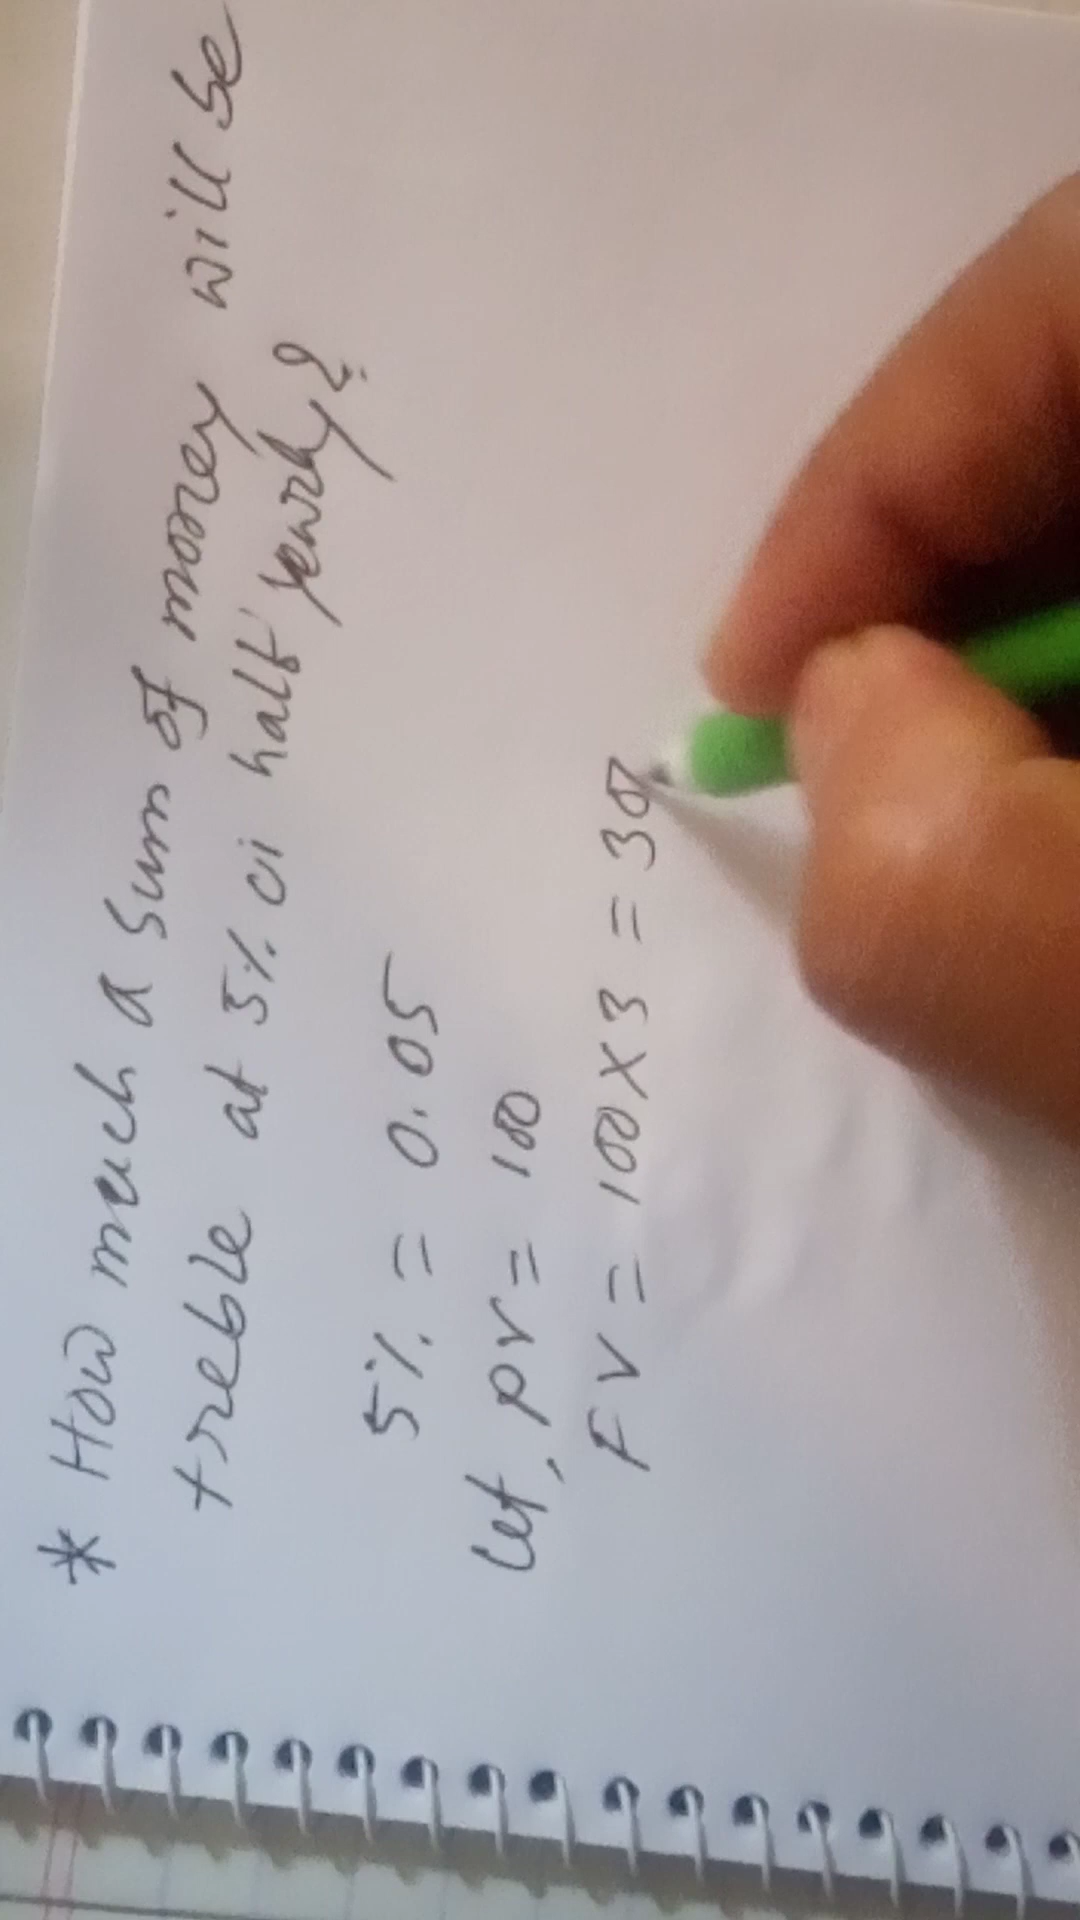 * How much a sum of money will be
treble at 5% ci half yearly?
5% = 0.05
Let, PV = 100
FV = 100 X 3 = 30